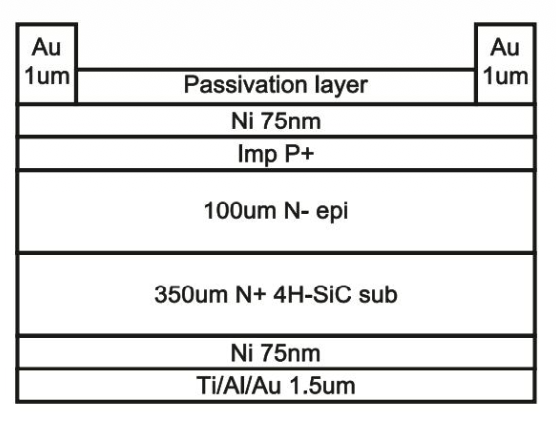 Au
1um
Au
1um
Passivation layer
Ni 75nm
Imp P+
100um N- epi
350um N+ 4H-SiC sub
Ni 75nm
Ti/Al/Au 1.5um